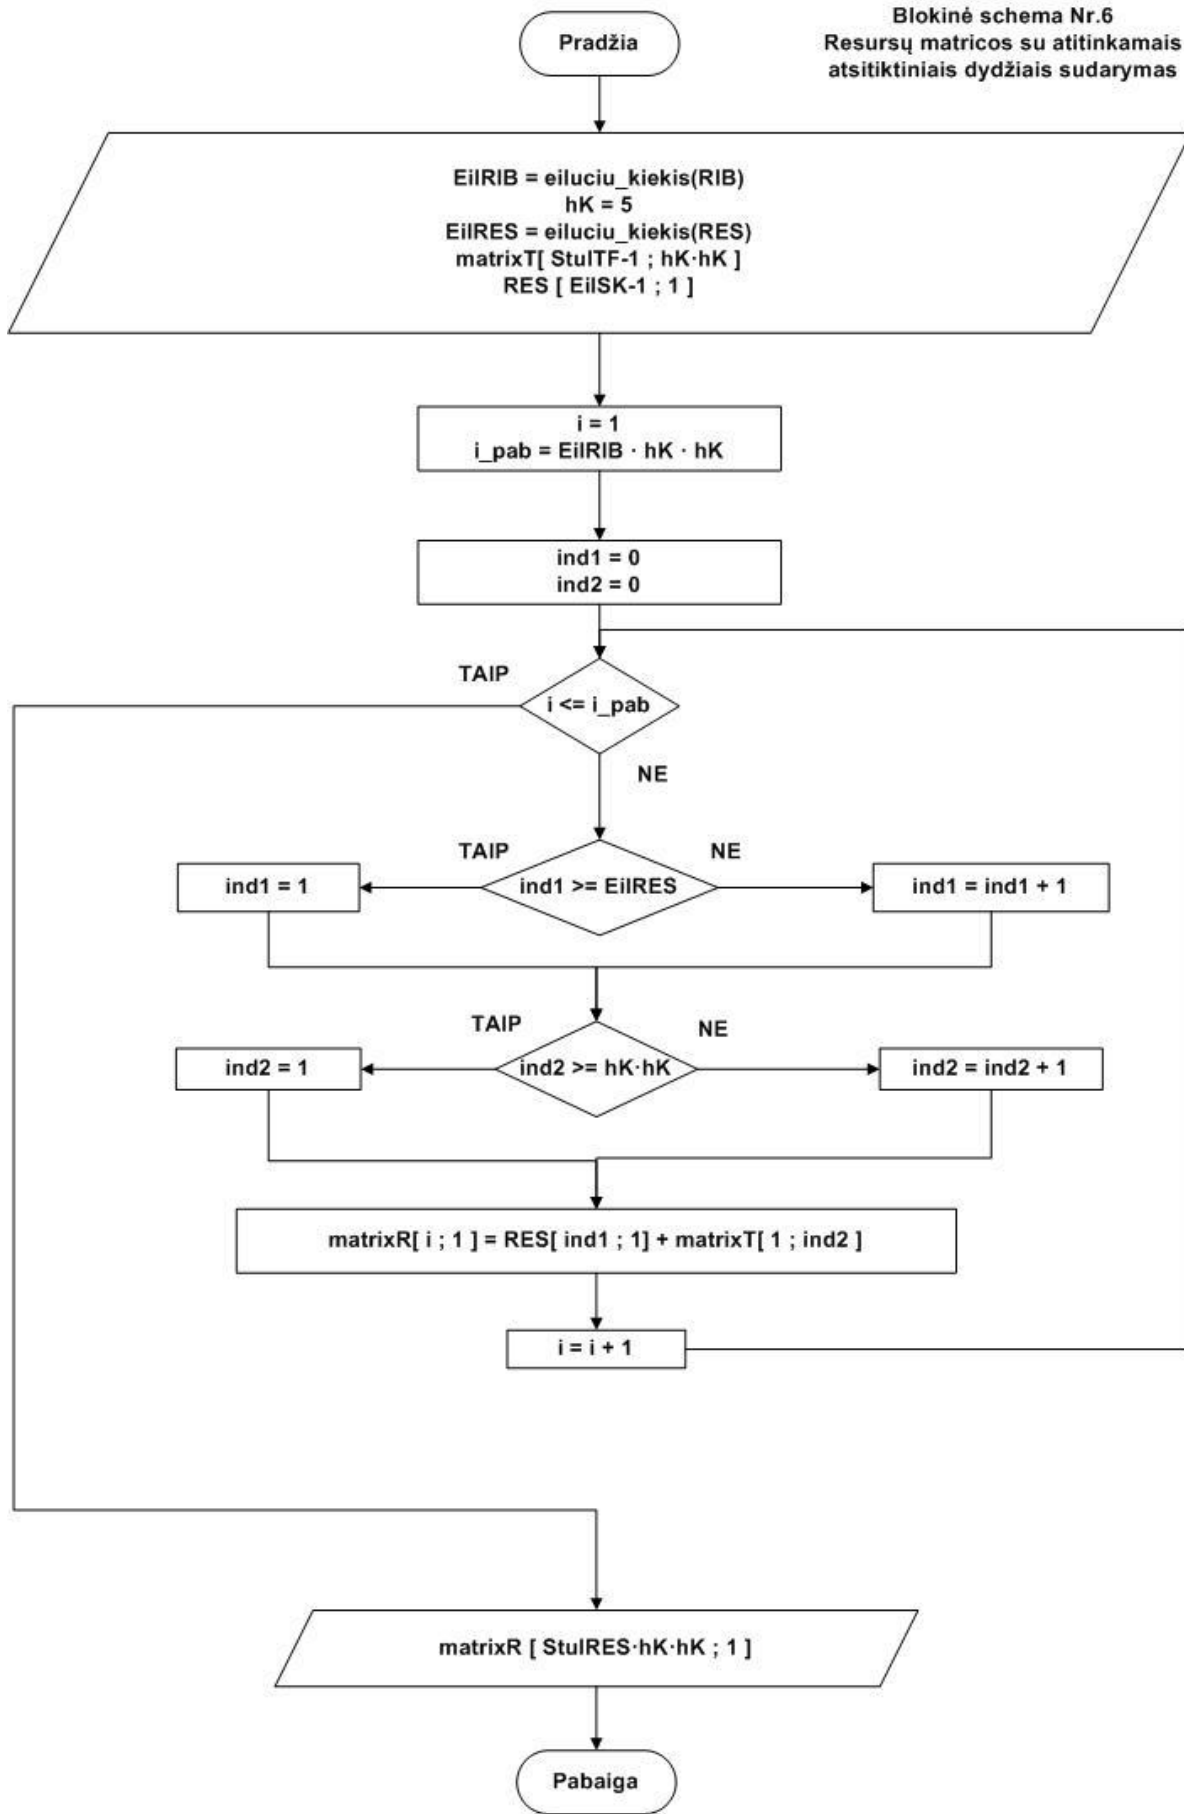 Blokinė schema Nr.6
Resursų matricos su atitinkamais
atsitiktiniais dydžiais sudarymas
Pradžia
EilRIB = eiluciu_kiekis(RIB)
hK = 5
EilRES = eiluciu_kiekis(RES)
matrixT[ StulTF-1 ; hK·hK ]
RES [ EilSK-1 ; 1 ]
i = 1
i_pab = EilRIB · hK · hK
ind1 = 0
ind2 = 0
TAIP
i <= i_pab
NE
TAIP
NE
ind1 = 1
ind1 >= EilRES
ind1 = ind1 + 1
TAIP
NE
ind2 = 1
ind2 >= hK·hK
ind2 = ind2 + 1
matrixR[ i ; 1 ] = RES[ ind1 ; 1] + matrixT[ 1 ; ind2 ]
i = i + 1
matrixR [ StulRES·hK·hK ; 1 ]
Pabaiga